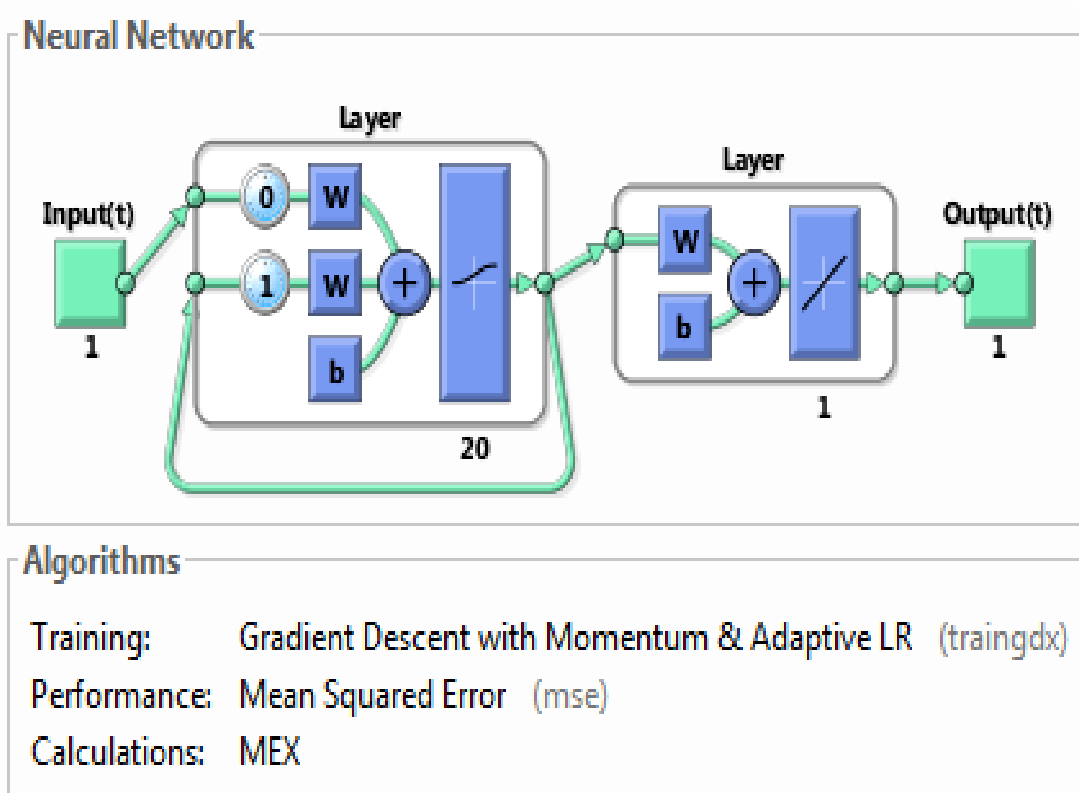 Neural Network
Layer
Layer
Input(t)
Output(t)
0
W
W
1
W
+
+
b
b
1
1
1
20
Algorithms
Training: Gradient Descent with Momentum & Adaptive LR (traingdx)
Performance: Mean Squared Error (mse)
Calculations: MEX